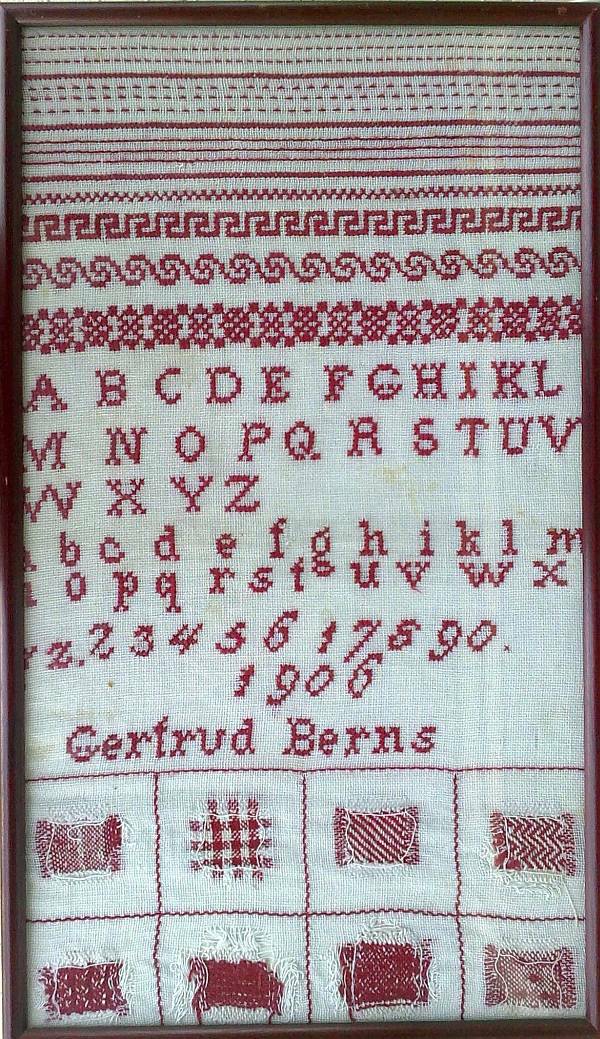 A B C D E F G H I K L
M N O P Q R S T U V
W X Y Z
a b c d e f g h i k l m
n o p q r s t u v w x
y z. 2 3 4 5 6 1 7 8 9 0.
1906
Gertrud Berns